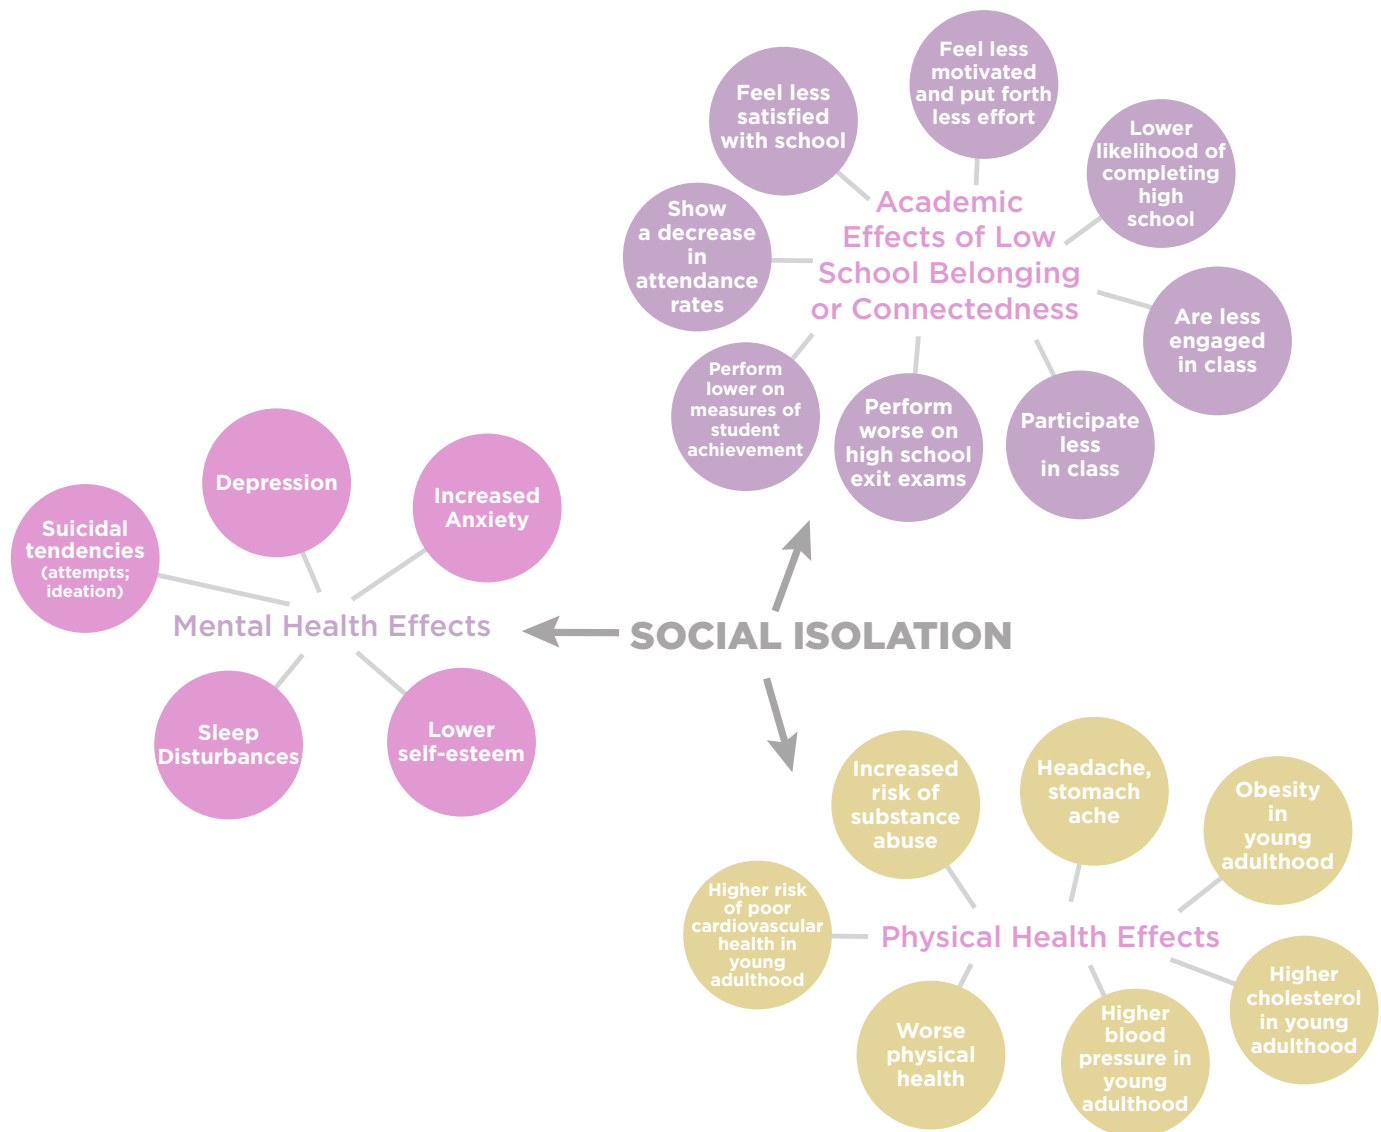 Feel less
motivated
and put forth
less effort
Feel less
satisfied
with school
Lower
likelihood of
completing
high
school
Show
a decrease
in
attendance
rates
Academic
Effects of Low
School Belonging
or Connectedness
Are less
engaged
in class
Perform
lower on
measures of
student
achievement
Perform
worse on
high school
exit exams
Participate
less
in class
Depression
Increased
Anxiety
Suicidal
tendencies
(attempts;
ideation)
Mental Health Effects
SOCIAL ISOLATION
Sleep
Disturbances
Lower
self-esteem
Increased
risk of
substance
abuse
Headache,
stomach
ache
Obesity
in
young
adulthood
Higher risk
of poor
cardiovascular
health in
young
adulthood
Physical Health Effects
Worse
physical
health
Higher
blood
pressure in
young
adulthood
Higher
cholesterol
in young
adulthood